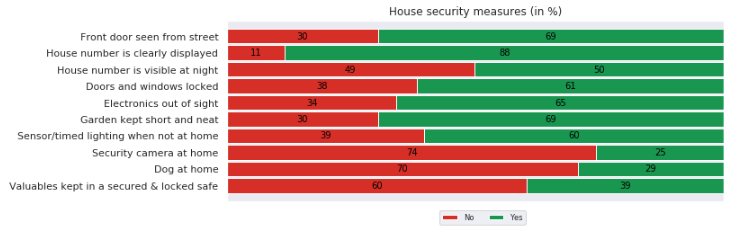 House security measures (in %)
Front door seen from street 30 69
House number is clearly displayed 11 88
House number is visible at night 49 50
Doors and windows locked 38 61
Electronics out of sight 34 65
Garden kept short and neat 30 69
Sensor/timed lighting when not at home 39 60
Security camera at home 74 25
Dog at home 70 29
Valuables kept in a secured & locked safe 60 39
No Yes